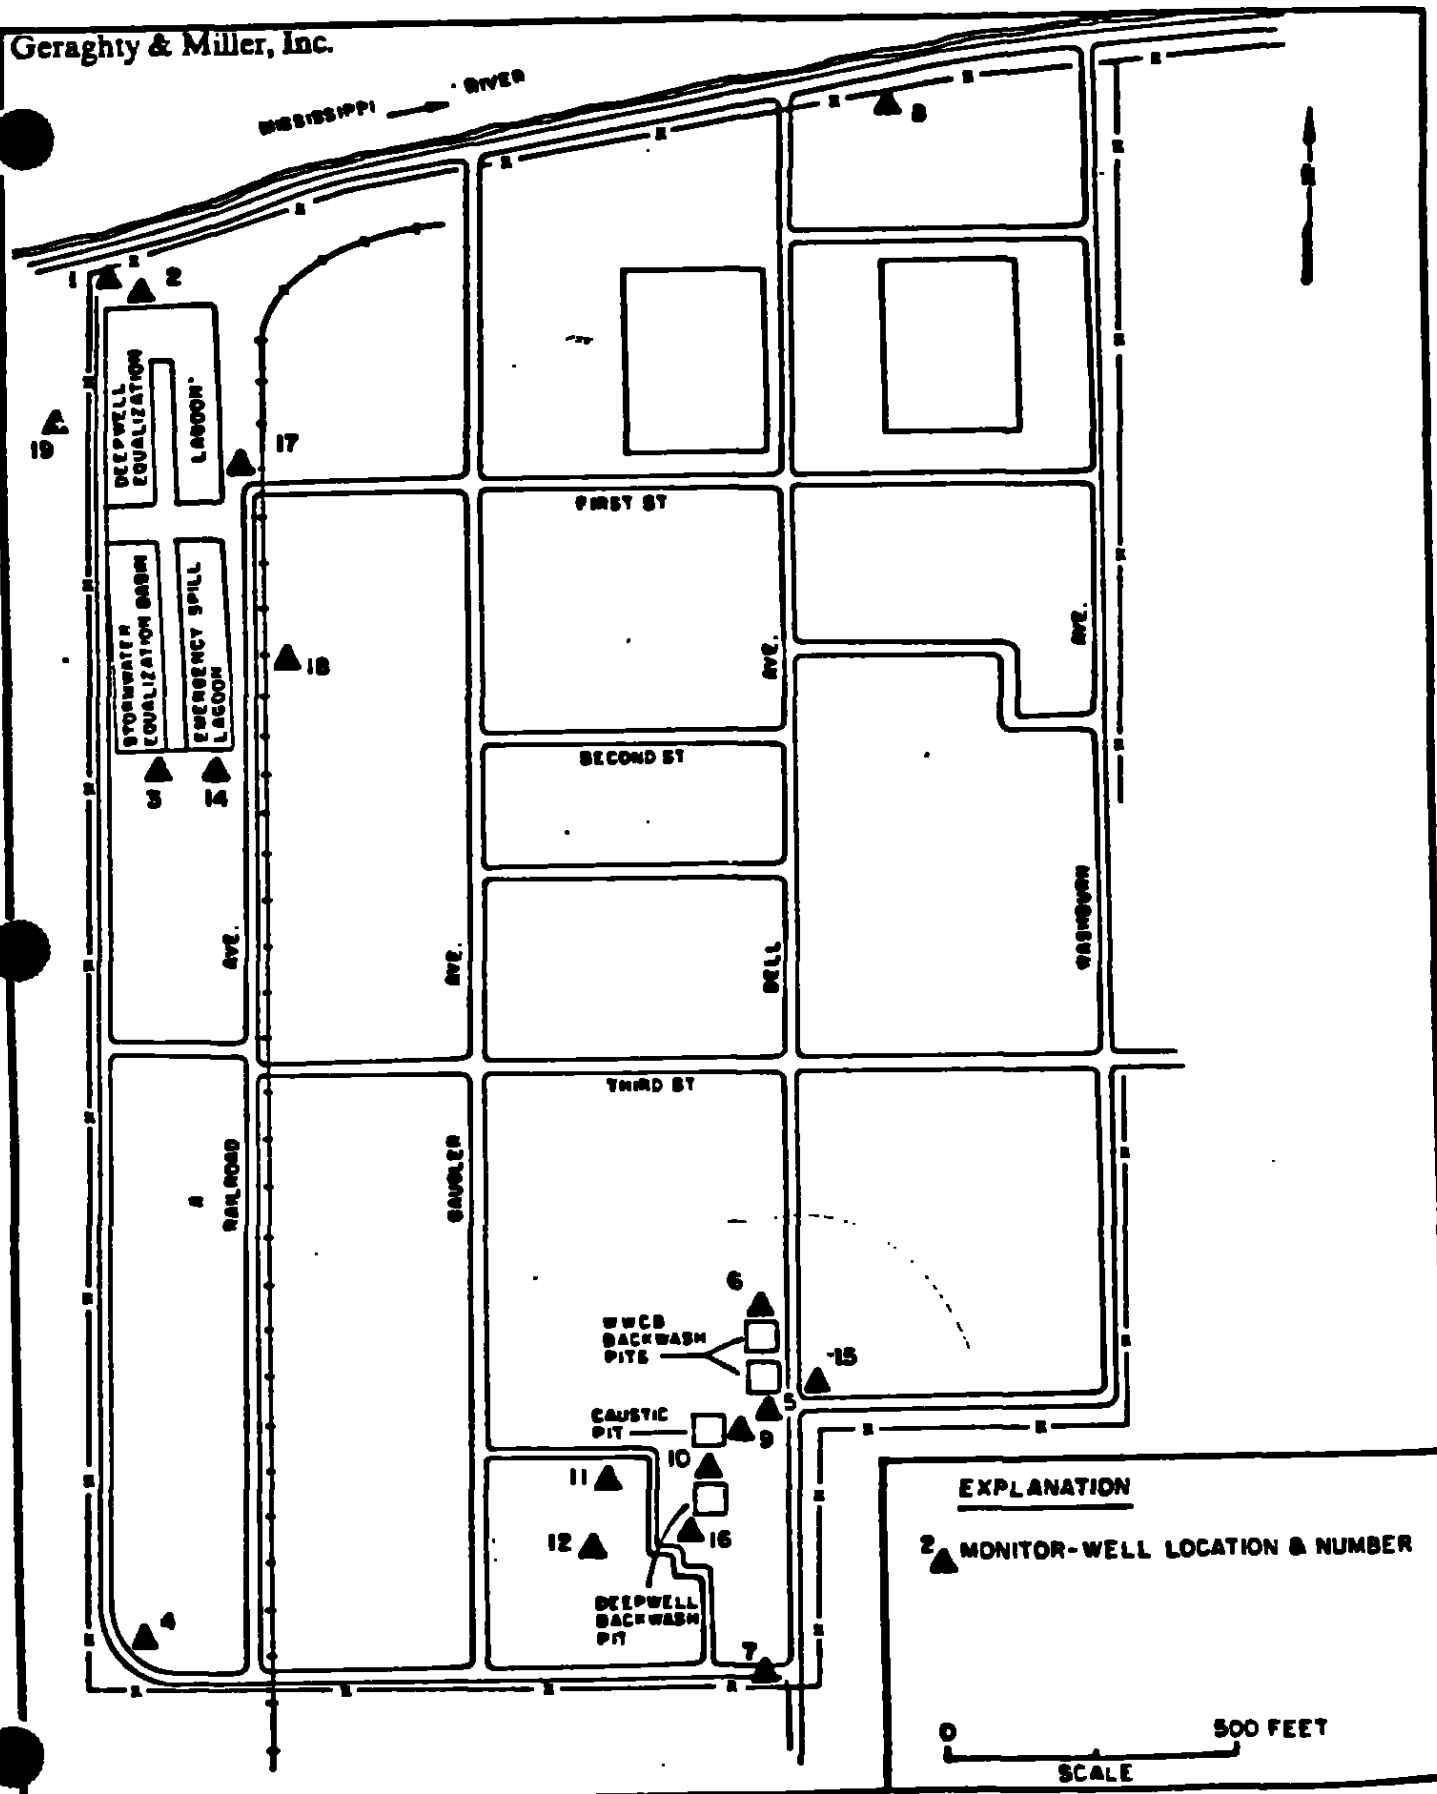 Geraghty & Miller, Inc.
MISSISSIPPI RIVER
8
N
1
2
DEEPWELL
EQUALIZATION
LAGOON
19
17
FIRST ST
STORMWATER
EQUALIZATION BASIN
EMERGENCY SPILL
LAGOON
18
AVE.
AVE.
SECOND ST
14
AVE.
AVE.
BELL
WASHBURN
THIRD ST
RAILROAD
GAUGLER
6
WWCB
BACKWASH
PITS
15
5
CAUSTIC
PIT
9
10
11
12
16
DEEPWELL
BACKWASH
PIT
4
7
EXPLANATION
2 MONITOR-WELL LOCATION & NUMBER
0 500 FEET
SCALE